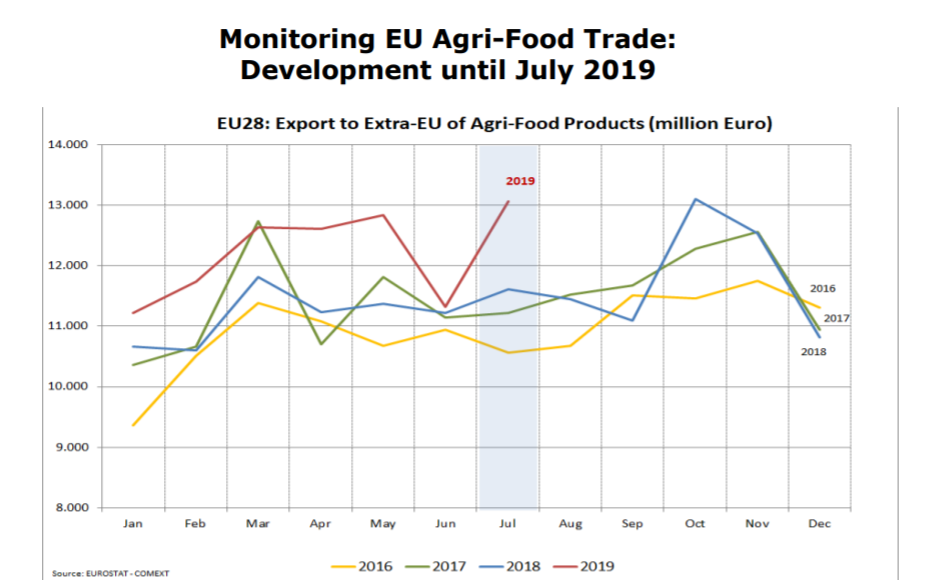 Monitoring EU Agri-Food Trade:
Development until July 2019
EU28: Export to Extra-EU of Agri-Food Products (million Euro)
14.000
13.000
12.000
11.000
10.000
9.000
8.000
2019
2016
2017
2018
Jan Feb Mar Apr May Jun Jul Aug Sep Oct Nov Dec
2016 2017 2018 2019
Source: EUROSTAT - COMEXT